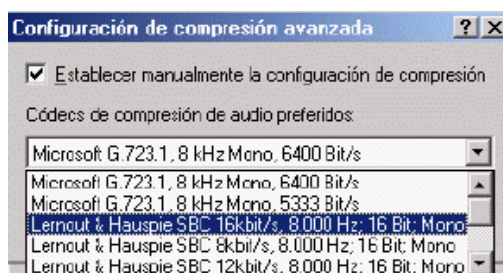 Configuración de compresión avanzada
Establecer manualmente la configuración de compresión
Códecs de compresión de audio preferidos:
Microsoft G.723.1, 8 kHz Mono, 6400 Bit/s
Microsoft G.723.1, 8 kHz Mono, 6400 Bit/s
Microsoft G.723.1, 8 kHz Mono, 5333 Bit/s
Lernout & Hauspie SBC 16kbit/s, 8.000 Hz; 16 Bit; Mono
Lernout & Hauspie SBC 8kbit/s, 8.000 Hz; 16 Bit; Mono
Lernout & Hauspie SBC 12kbit/s, 8.000 Hz; 16 Bit; Mono